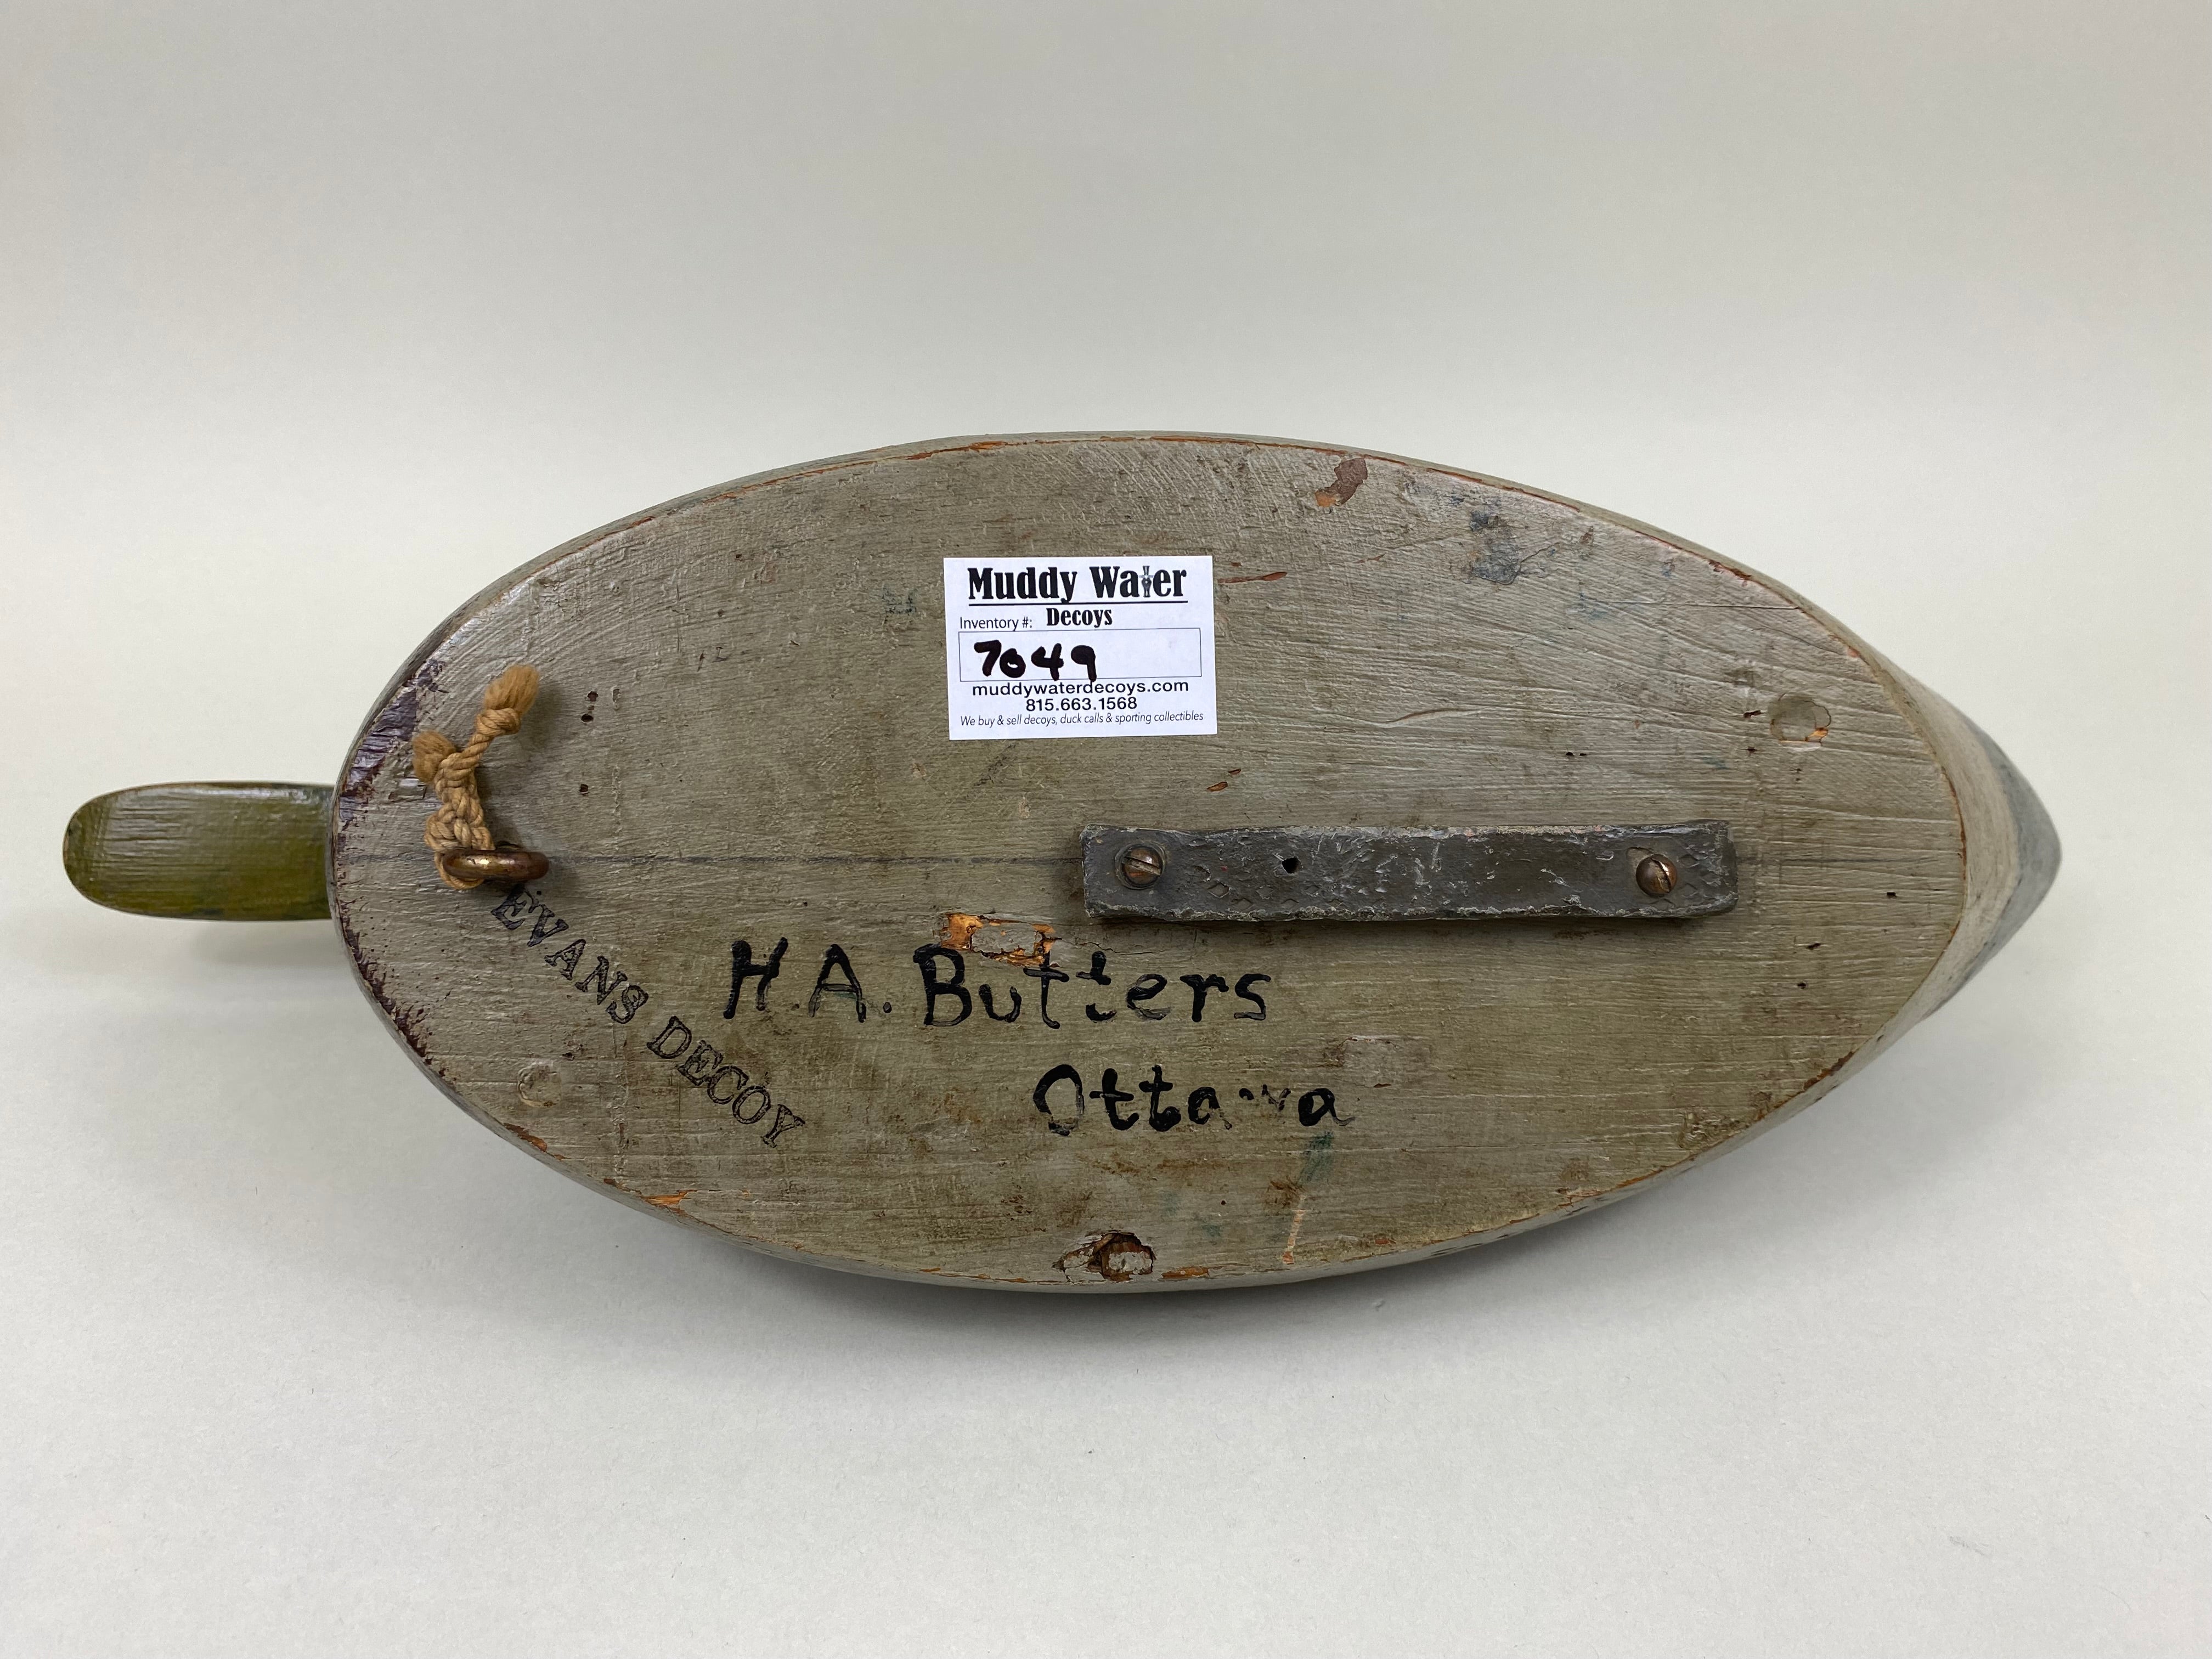 Muddy Water
Decoys
Inventory #:
7049
muddywaterdecoys.com
815.663.1568
We buy & sell decoys, duck calls & sporting collectibles
EVANS DECOY
H.A. Butters
Ottawa